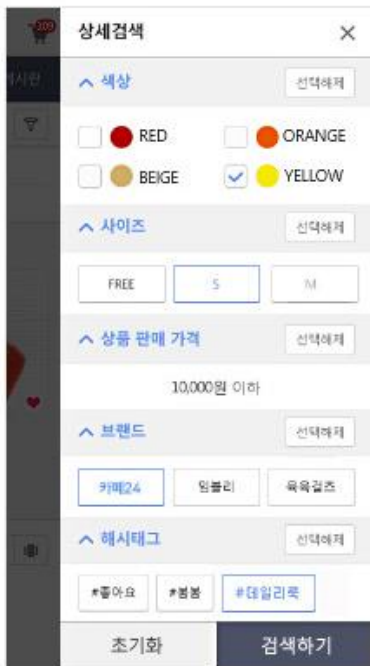 109
상세검색
색상 선택해제
RED ORANGE
BEIGE YELLOW
사이즈 선택해제
FREE S M
상품 판매 가격 선택해제
10,000원 이하
브랜드 선택해제
카페24 임블리 육육걸즈
해시태그 선택해제
#좋아요 #봄봄 #데일리룩
초기화 검색하기